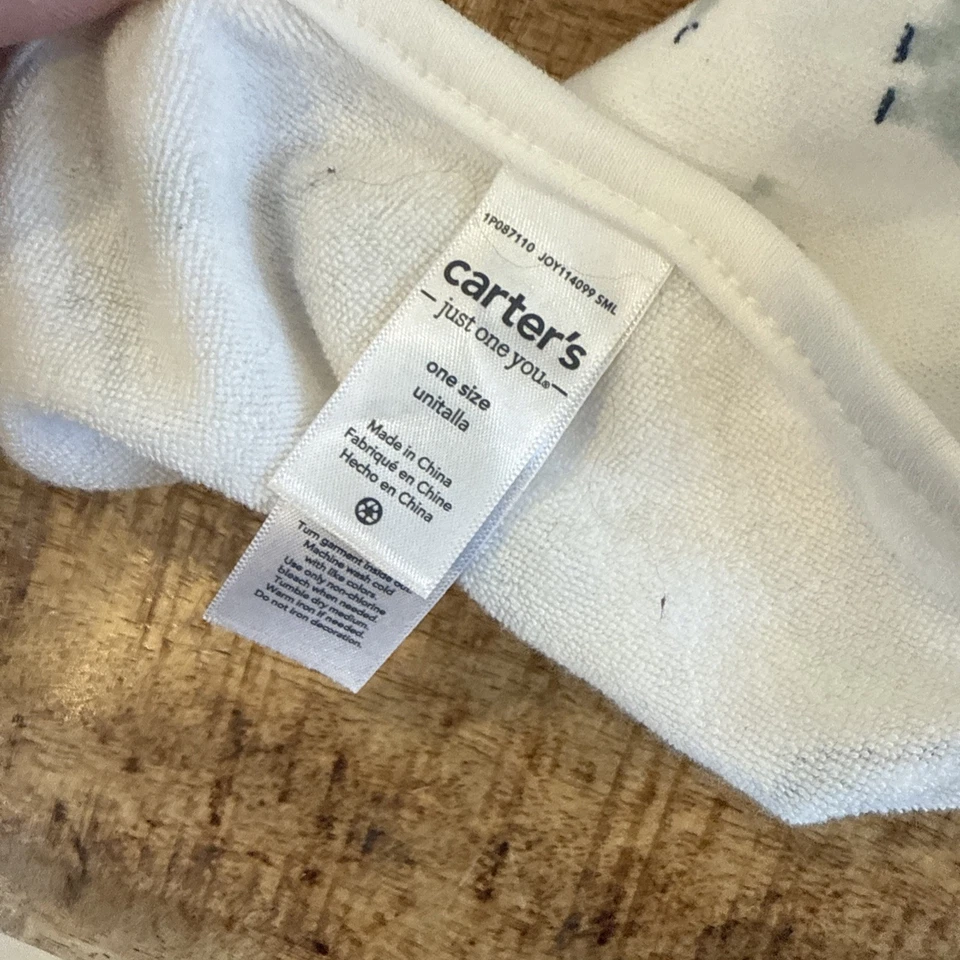 1P087110 JOY114099 SML
carter's
just one you®
one size
unitalla
Made in China
Fabriqué en Chine
Hecho en China
Turn garment inside
Machine wash cold
with like colors.
Use only non-chlorine
bleach when needed.
Tumble dry medium.
Warm iron if needed.
Do not iron decoration.